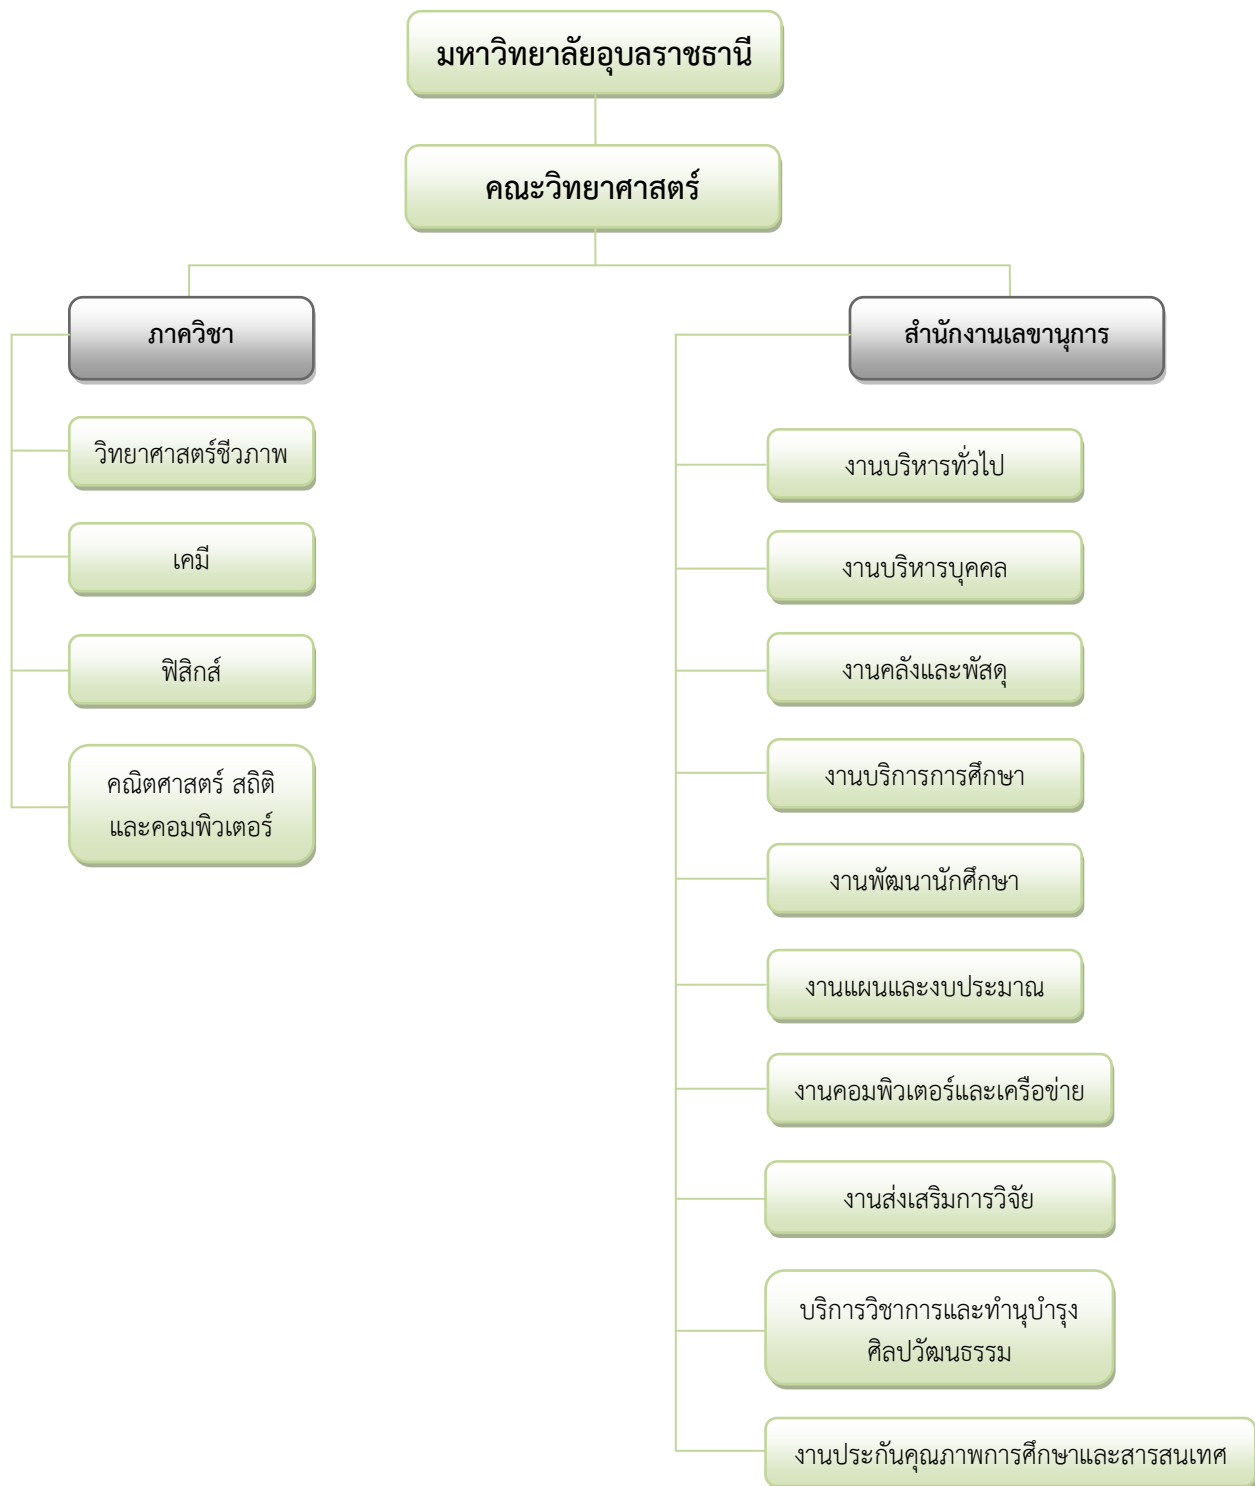 มหาวิทยาลัยอุบลราชธานี
คณะวิทยาศาสตร์
ภาควิชา
วิทยาศาสตร์ชีวภาพ
เคมี
ฟิสิกส์
คณิตศาสตร์ สถิติ
และคอมพิวเตอร์
สำนักงานเลขานุการ
งานบริหารทั่วไป
งานบริหารบุคคล
งานคลังและพัสดุ
งานบริการการศึกษา
งานพัฒนานักศึกษา
งานแผนและงบประมาณ
งานคอมพิวเตอร์และเครือข่าย
งานส่งเสริมการวิจัย
บริการวิชาการและทำนุบำรุง
ศิลปวัฒนธรรม
งานประกันคุณภาพการศึกษาและสารสนเทศ